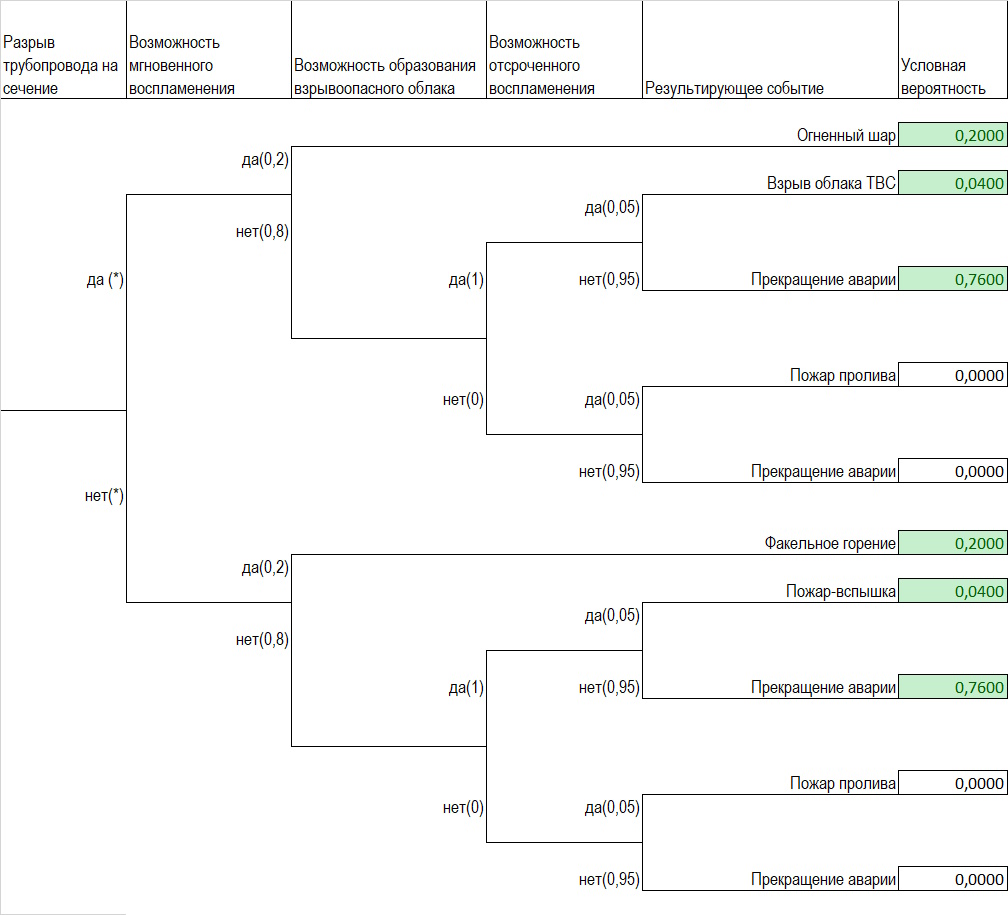 Разрыв
трубопровода на
сечение
Возможность
мгновенного
воспламенения
Возможность образования
взрывоопасного облака
Возможность
отсроченного
воспламенения
Результирующее событие
Условная
вероятность
Огненный шар 0,2000
да(0,2)
Взрыв облака ТВС 0,0400
да(0,05)
нет(0,8)
да (*)
да(1)
нет(0,95)
Прекращение аварии 0,7600
Пожар пролива 0,0000
нет(0)
да(0,05)
нет(0,95)
Прекращение аварии 0,0000
нет(*)
Факельное горение 0,2000
да(0,2)
Пожар-вспышка 0,0400
да(0,05)
нет(0,8)
да(1)
нет(0,95)
Прекращение аварии 0,7600
Пожар пролива 0,0000
нет(0)
да(0,05)
нет(0,95)
Прекращение аварии 0,0000